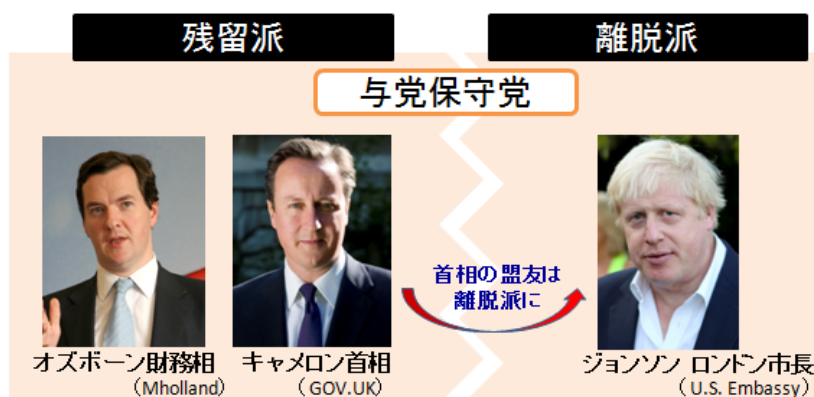 残留派
離脱派
与党保守党
首相の盟友は
離脱派に
オズボーン財務相
(Mholland)
キャメロン首相
(GOV.UK)
ジョンソン ロンドン市長
(U.S. Embassy)